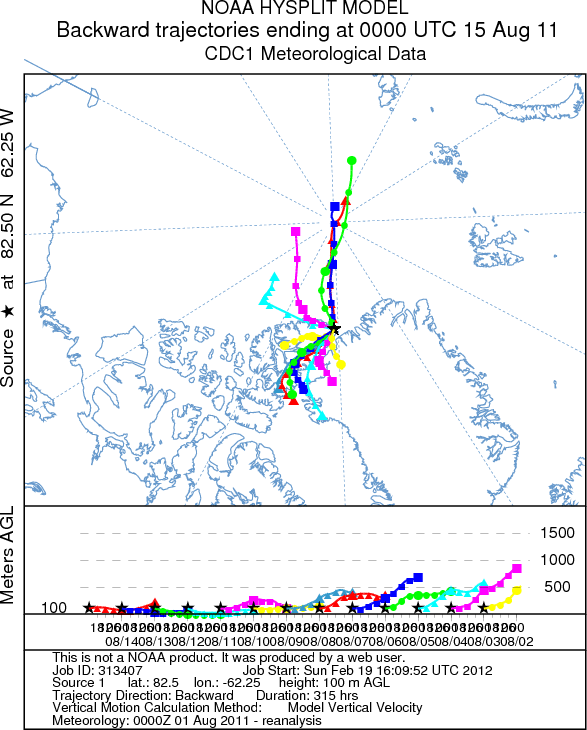 NOAA HYSPLIT MODEL
Backward trajectories ending at 0000 UTC 15 Aug 11
CDC1 Meteorological Data
Source ★ at 82.50 N 62.25 W
Meters AGL
1500
1000
500
100
08/14 08/13 08/12 08/11 08/10 08/09 08/08 08/07 08/06 08/05 08/04 08/03 08/02
This is not a NOAA product. It was produced by a web user.
Job ID: 313407 Job Start: Sun Feb 19 16:09:52 UTC 2012
Source 1 lat.: 82.5 lon.: -62.25 height: 100 m AGL
Trajectory Direction: Backward Duration: 315 hrs
Vertical Motion Calculation Method: Model Vertical Velocity
Meteorology: 0000Z 01 Aug 2011 - reanalysis